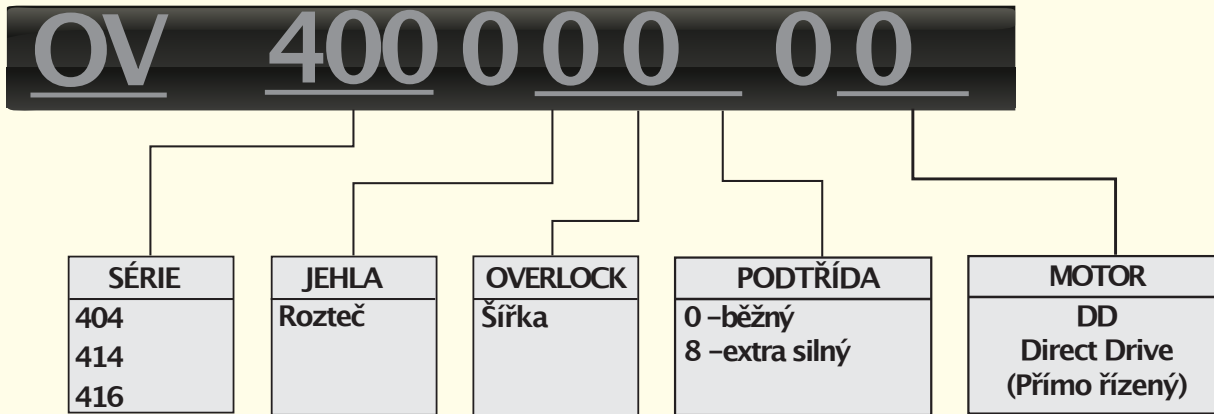 OV 400 0 0 0 0 0
SÉRIE
404
414
416
JEHLA
Rozteč
OVERLOCK
Šířka
PODTŘÍDA
0 –běžný
8 –extra silný
MOTOR
DD
Direct Drive
(Přímo řízený)